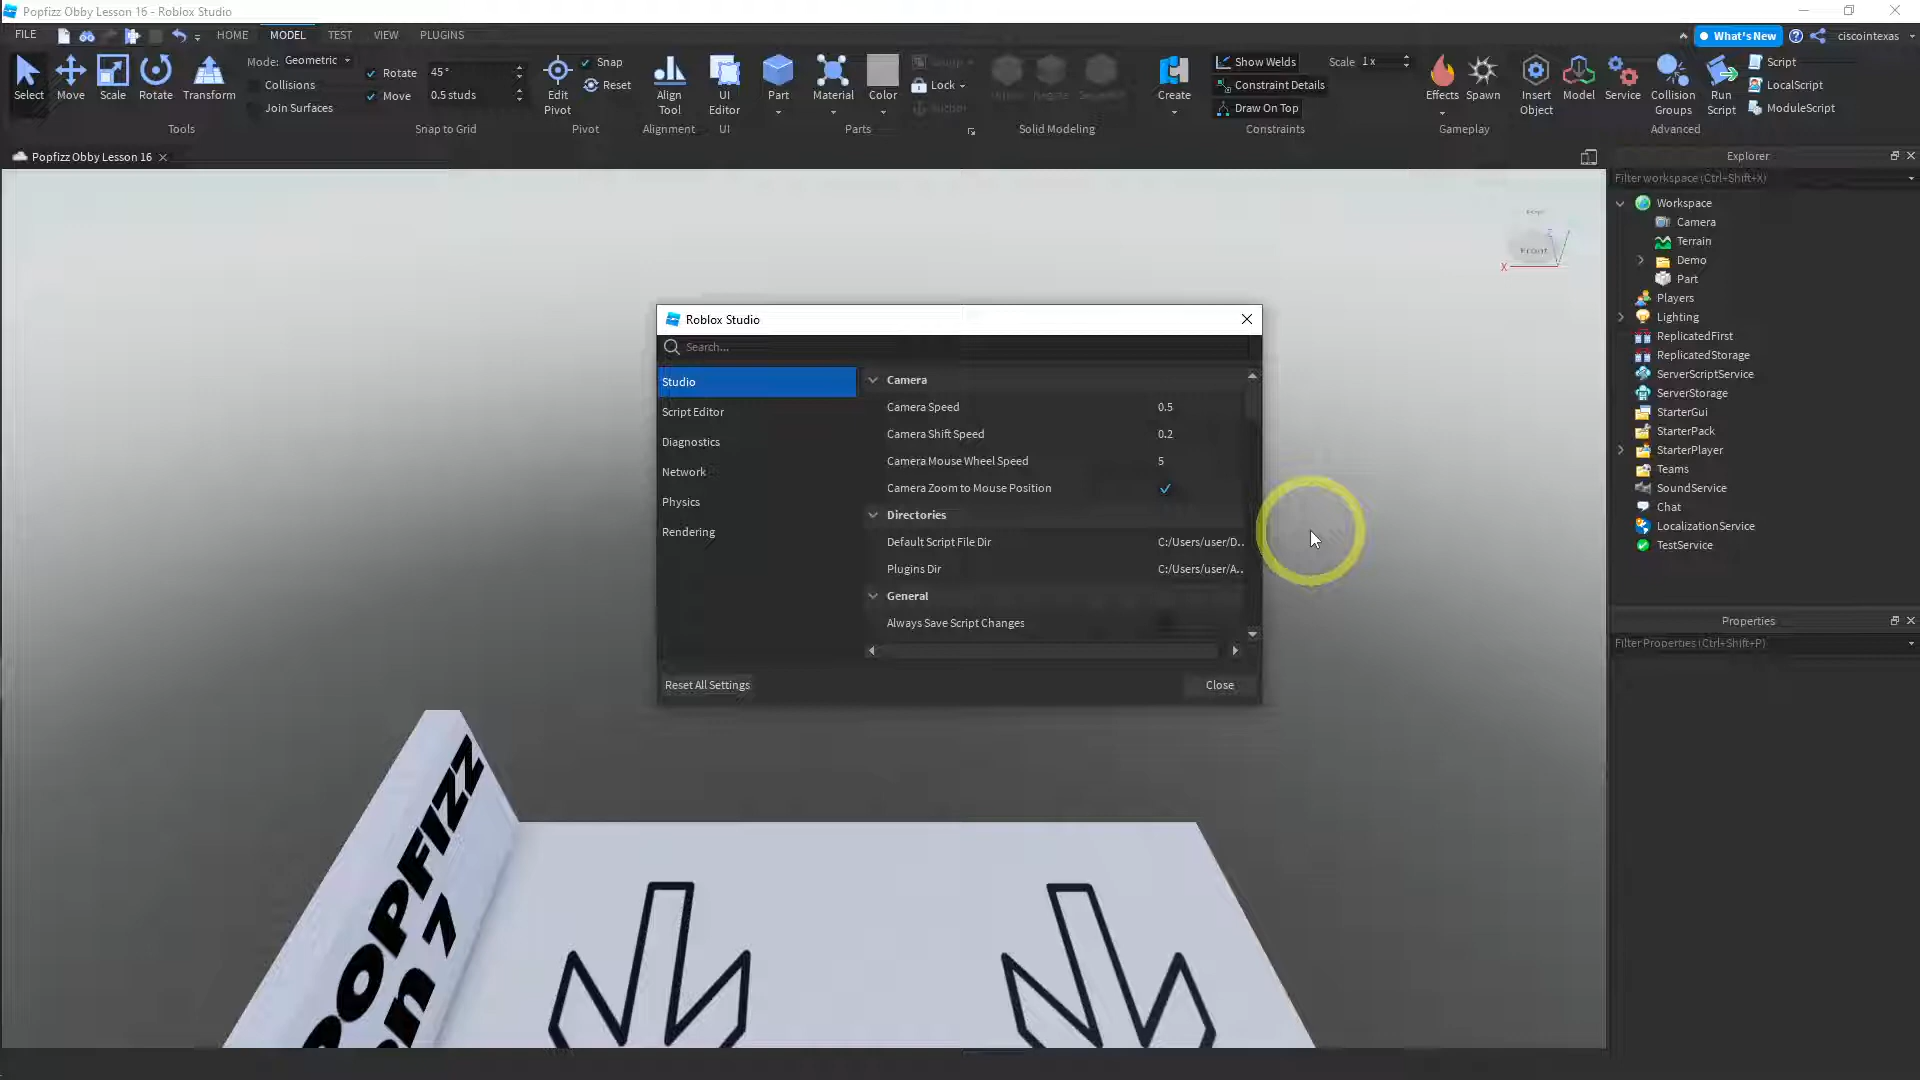 Popfizz Obby Lesson 16 - Roblox Studio
FILE HOME MODEL TEST VIEW PLUGINS What's New ciscointexas
Select Move Scale Rotate Transform
Mode: Geometric
Collisions
Join Surfaces
Tools
Rotate 45°
Move 0.5 studs
Snap to Grid
Edit Pivot
Snap
Reset
Pivot
Align Tool
Alignment
UI Editor
UI
Part Material Color
Lock
Parts
Solid Modeling
Create
Show Welds
Constraint Details
Draw On Top
Scale 1 x
Constraints
Effects Spawn
Gameplay
Insert Object
Model
Service
Collision Groups
Run Script
Script
LocalScript
ModuleScript
Advanced
Popfizz Obby Lesson 16
Front
X
Z
Explorer
Filter workspace (Ctrl+Shift+X)
Workspace
Camera
Terrain
Demo
Part
Players
Lighting
ReplicatedFirst
ReplicatedStorage
ServerScriptService
ServerStorage
StarterGui
StarterPack
StarterPlayer
Teams
SoundService
Chat
LocalizationService
TestService
Properties
Filter Properties (Ctrl+Shift+P)
Roblox Studio
Search...
Studio
Script Editor
Diagnostics
Network
Physics
Rendering
Camera
Camera Speed 0.5
Camera Shift Speed 0.2
Camera Mouse Wheel Speed 5
Camera Zoom to Mouse Position
Directories
Default Script File Dir C:/Users/user/D..
Plugins Dir C:/Users/user/A..
General
Always Save Script Changes
Reset All Settings
Close
POPFIZZ
on 7